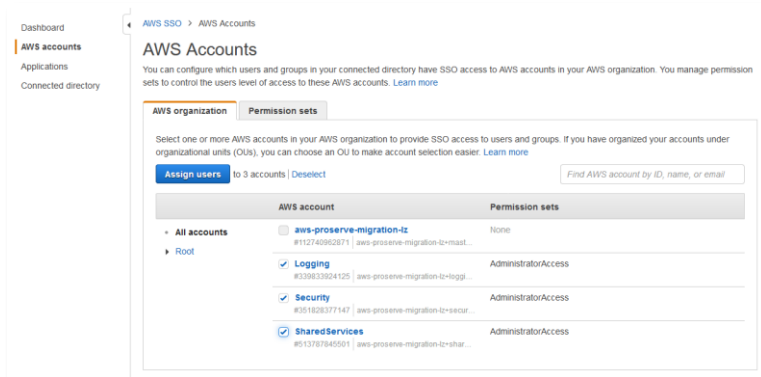 Dashboard
AWS accounts
Applications
Connected directory
AWS SSO > AWS Accounts
AWS Accounts
You can configure which users and groups in your connected directory have SSO access to AWS accounts in your AWS organization. You manage permission
sets to control the users level of access to these AWS accounts. Learn more
AWS organization Permission sets
Select one or more AWS accounts in your AWS organization to provide SSO access to users and groups. If you have organized your accounts under
organizational units (OUs), you can choose an OU to make account selection easier. Learn more
Assign users to 3 accounts | Deselect Find AWS account by ID, name, or email
AWS account Permission sets
All accounts
Root
aws-proserve-migration-lz None
#112740962871 | aws-proserve-migration-lz+mast...
Logging AdministratorAccess
#339833924125 | aws-proserve-migration-lz+loggi...
Security AdministratorAccess
#351828377147 | aws-proserve-migration-lz+secur...
SharedServices AdministratorAccess
#513787845501 | aws-proserve-migration-lz+shar...